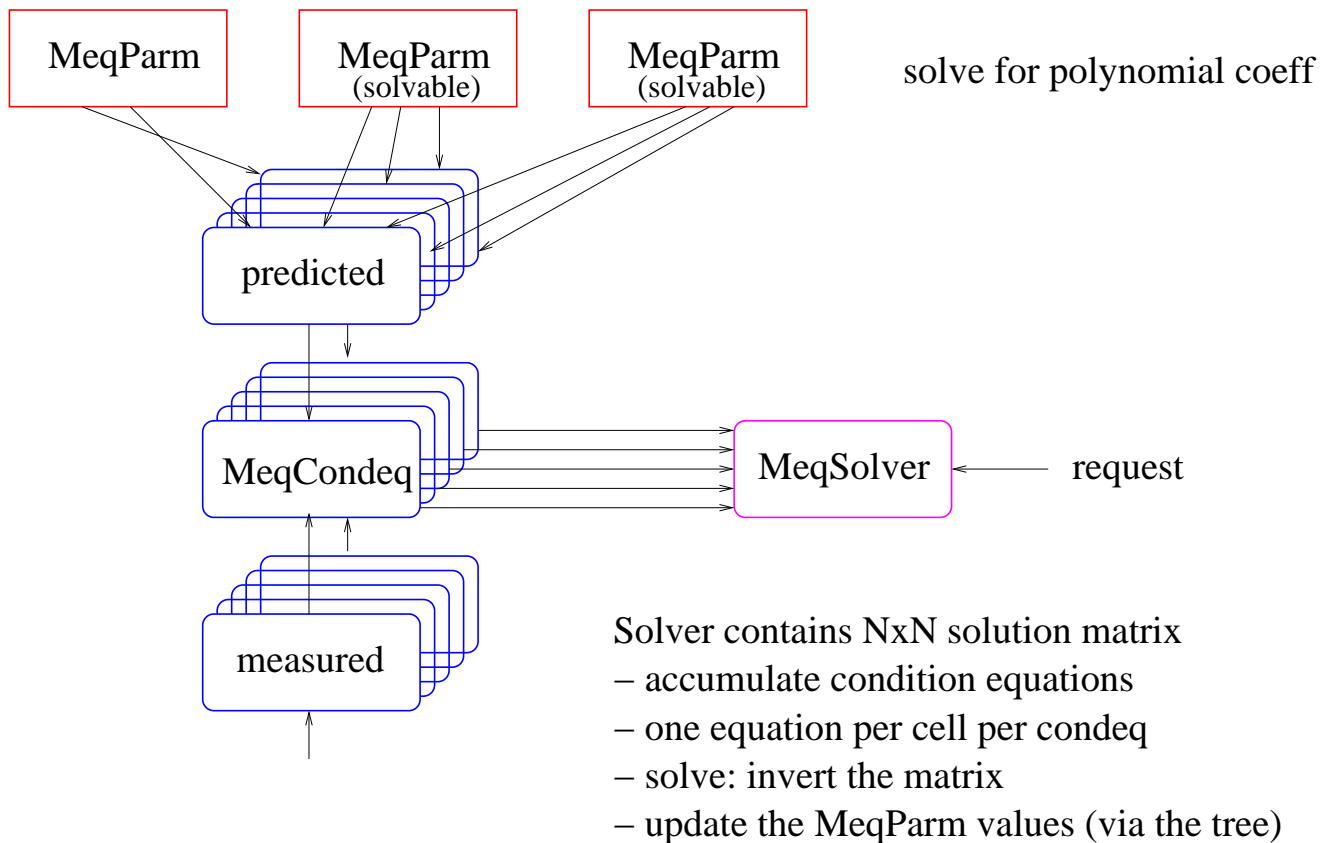 MeqParm
MeqParm
(solvable)
MeqParm
(solvable)
solve for polynomial coeff
predicted
MeqCondeq
MeqSolver
request
measured
Solver contains NxN solution matrix
– accumulate condition equations
– one equation per cell per condeq
– solve: invert the matrix
– update the MeqParm values (via the tree)